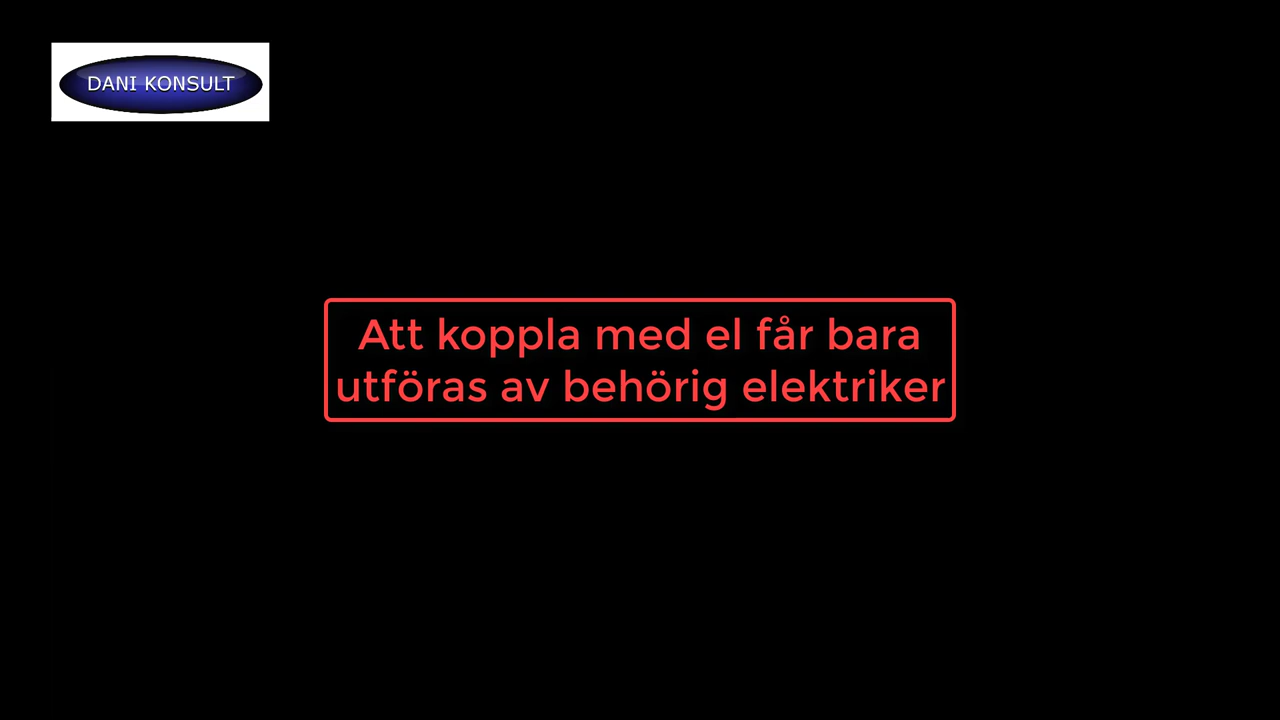 DANI KONSULT
Att koppla med el får bara
utföras av behörig elektriker